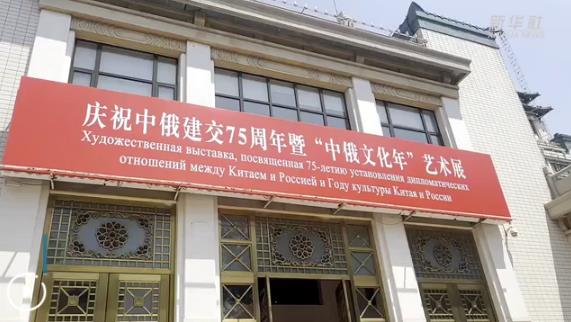 新华社
庆祝中俄建交75周年暨“中俄文化年”艺术展
Художественная выставка, посвященная 75-летию установления дипломатических
отношений между Китаем и Россией и Году культуры Китая и России